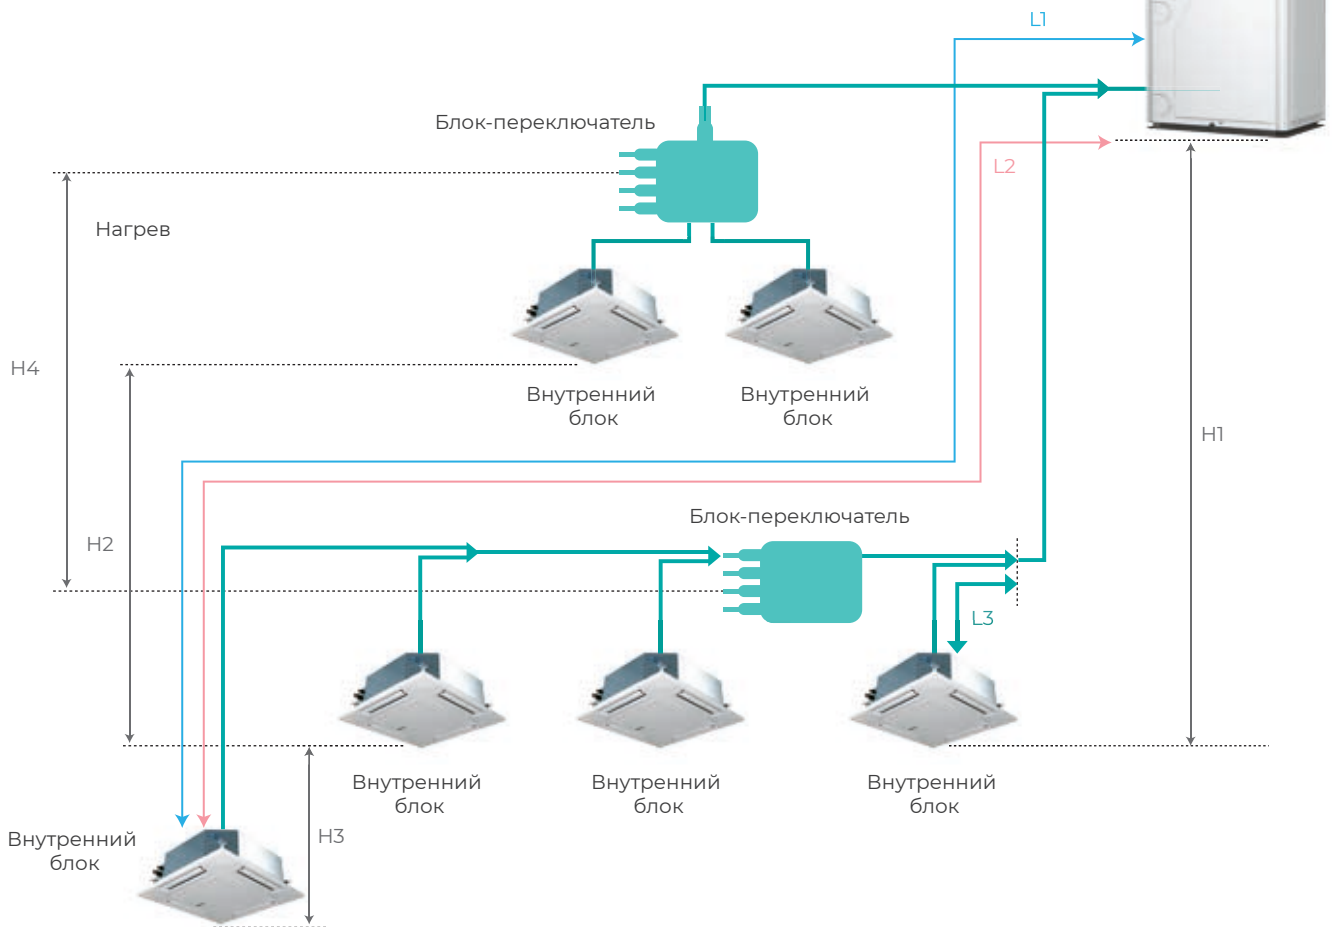 L1
Блок-переключатель
L2
Нагрев
H4
Внутренний
блок
Внутренний
блок
H1
Блок-переключатель
H2
L3
Внутренний
блок
Внутренний
блок
Внутренний
блок
H3
Внутренний
блок